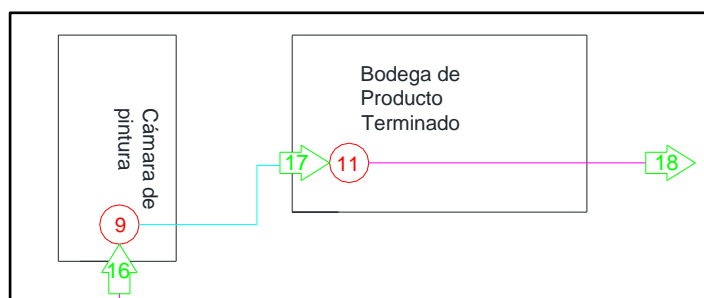 Cámara de
pintura
9
16
Bodega de
Producto
Terminado
17
11
18